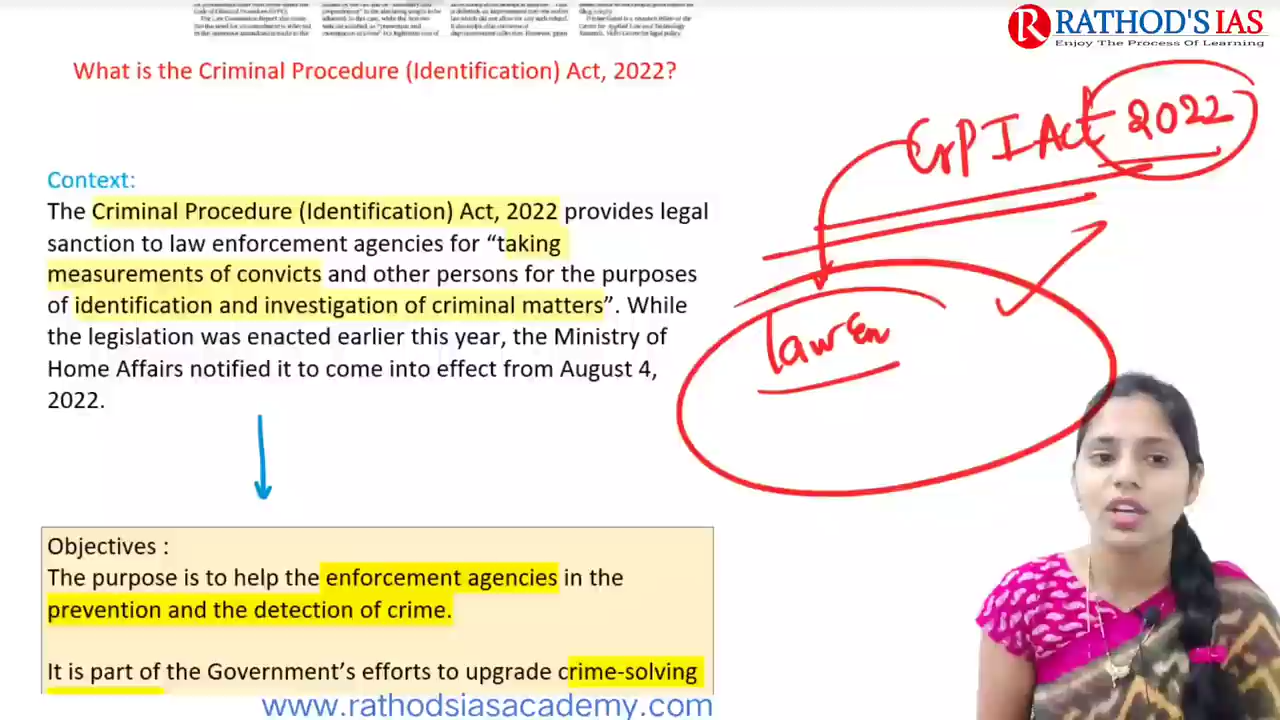 RATHOD'S IAS
Enjoy The Process Of Learning
What is the Criminal Procedure (Identification) Act, 2022?
CrP I Act 2022
Context:
The Criminal Procedure (Identification) Act, 2022 provides legal
sanction to law enforcement agencies for “taking
measurements of convicts and other persons for the purposes
of identification and investigation of criminal matters”. While
the legislation was enacted earlier this year, the Ministry of
Home Affairs notified it to come into effect from August 4,
2022.
law En
Objectives :
The purpose is to help the enforcement agencies in the
prevention and the detection of crime.
It is part of the Government’s efforts to upgrade crime-solving
www.rathodsiasacademy.com